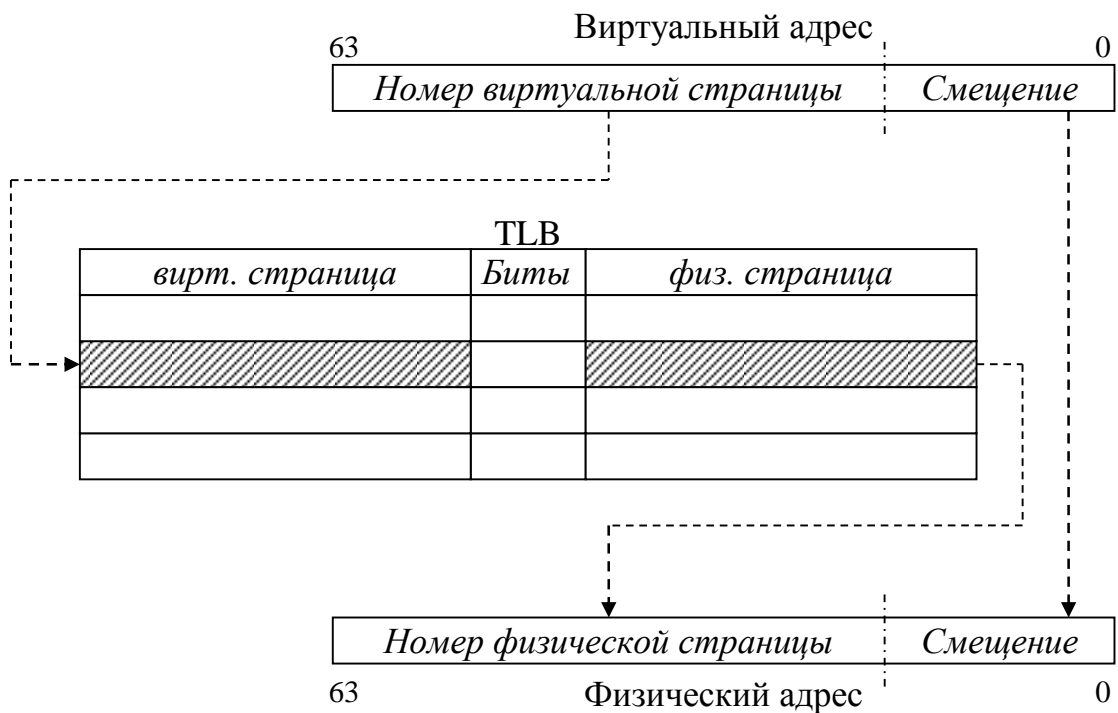 Виртуальный адрес
63 0
Номер виртуальной страницы Смещение
TLB
вирт. страница Биты физ. страница
Номер физической страницы Смещение
63 Физический адрес 0